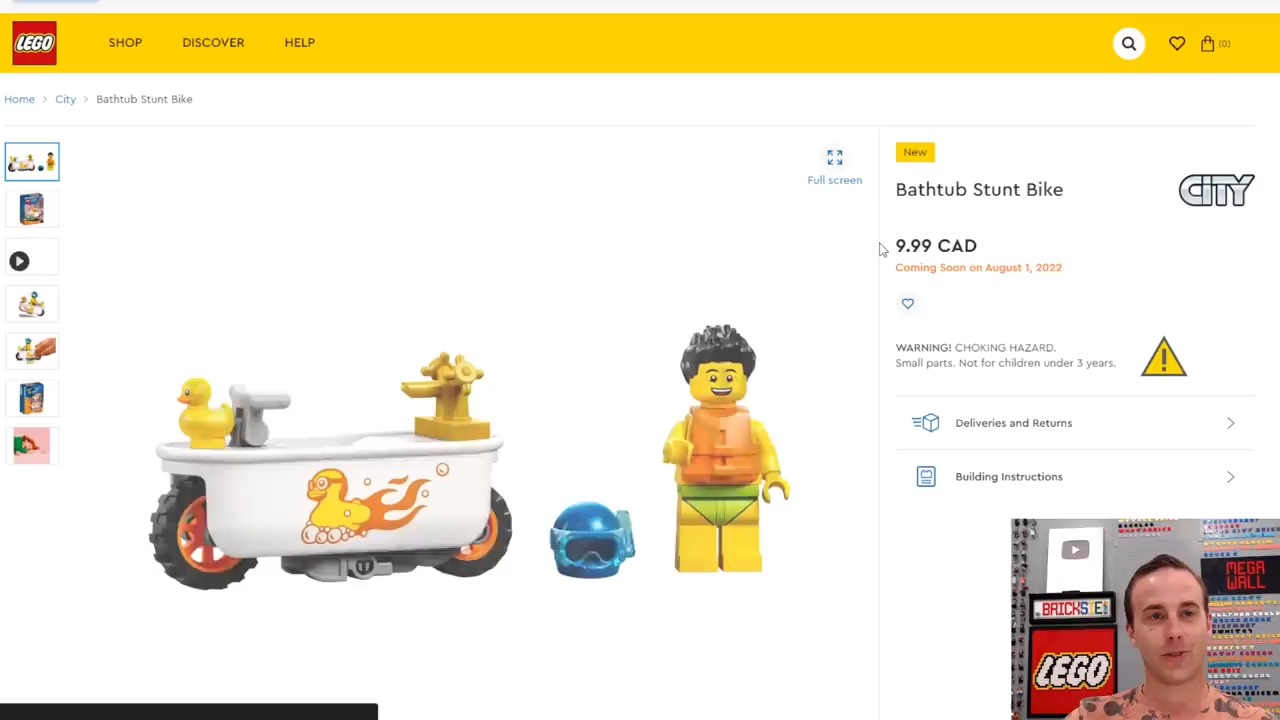 LEGO
SHOP
DISCOVER
HELP
(0)
Home > City > Bathtub Stunt Bike
Full screen
New
Bathtub Stunt Bike
CITY
9.99 CAD
Coming Soon on August 1, 2022
WARNING! CHOKING HAZARD.
Small parts. Not for children under 3 years.
Deliveries and Returns
Building Instructions
MEGA
WALL
BRICKSIE
LEGO